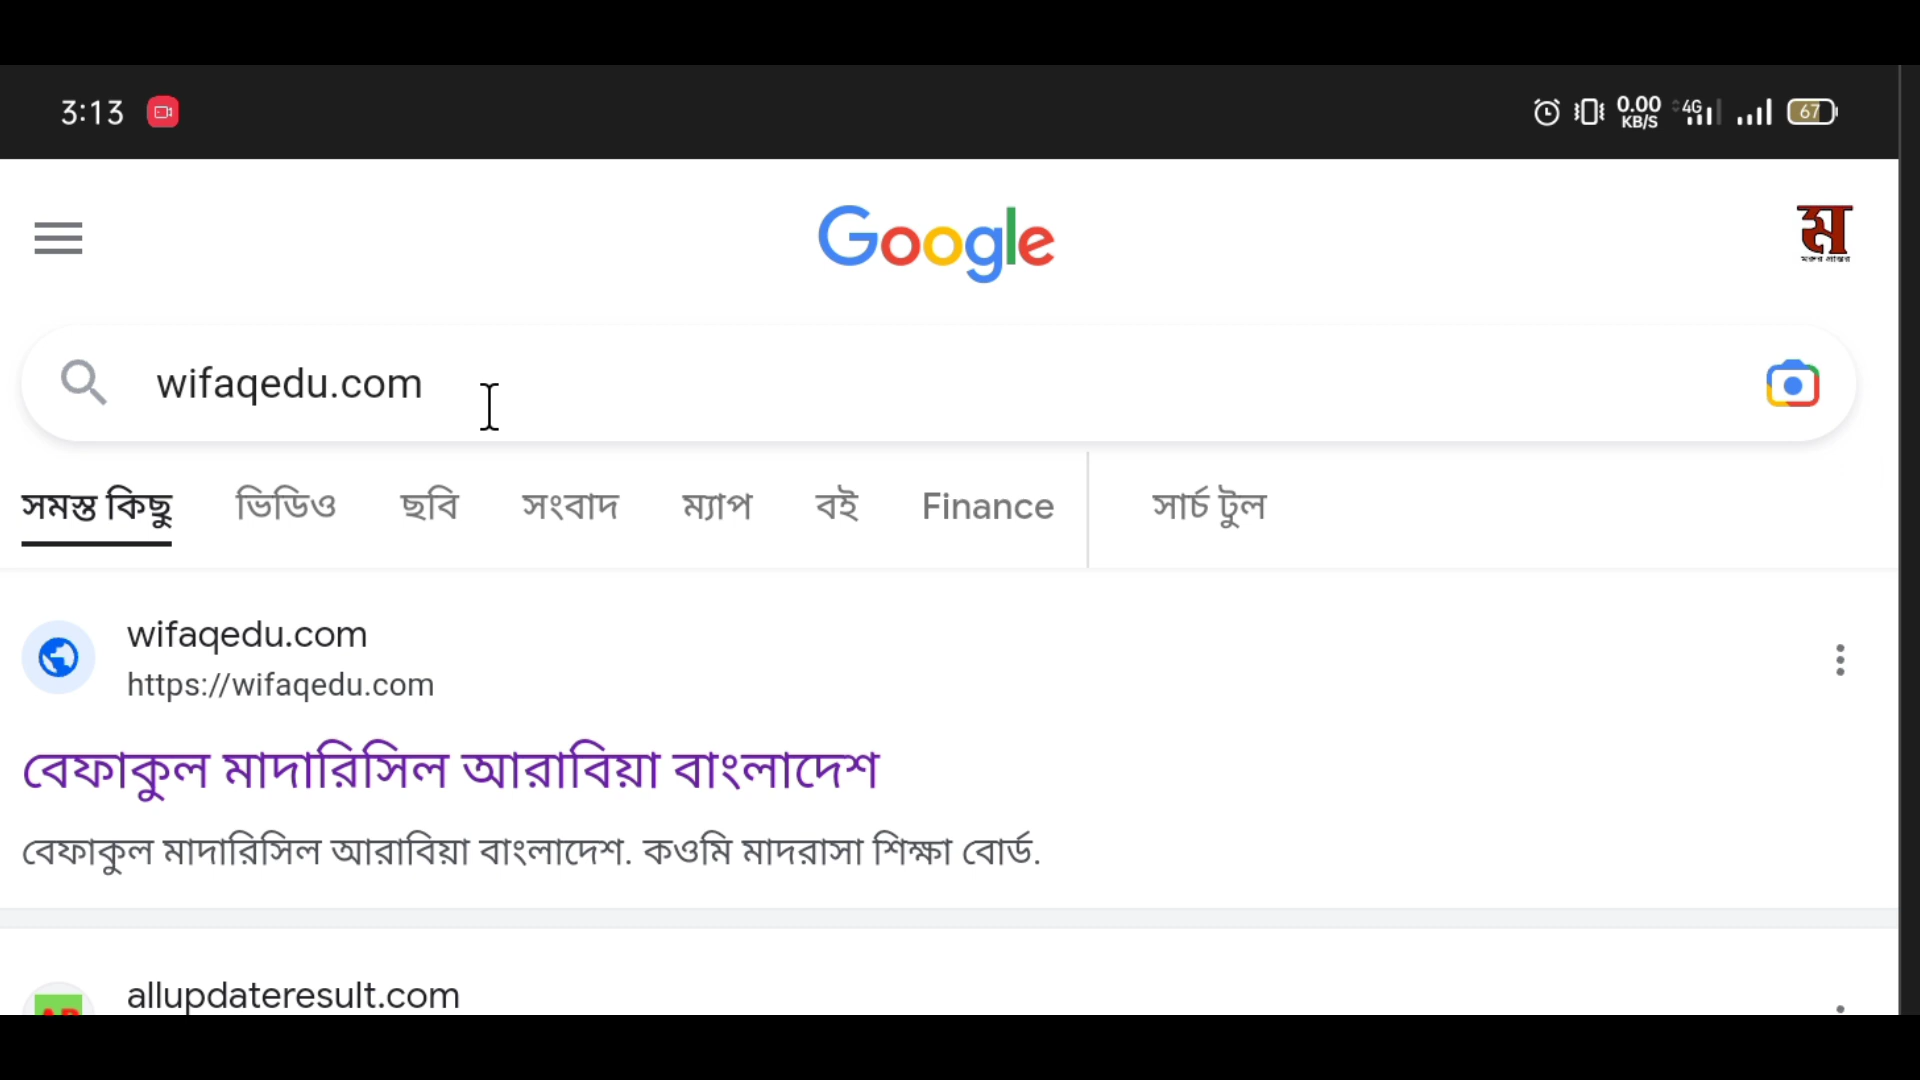 3:13
0.00 KB/S 4G 67
Google
ম
wifaqedu.com
সমস্ত কিছু ভিডিও ছবি সংবাদ ম্যাপ বই Finance সার্চ টুল
wifaqedu.com
https://wifaqedu.com
বেফাকুল মাদারিসিল আরাবিয়া বাংলাদেশ
বেফাকুল মাদারিসিল আরাবিয়া বাংলাদেশ. কওমি মাদরাসা শিক্ষা বোর্ড.
allupdateresult.com